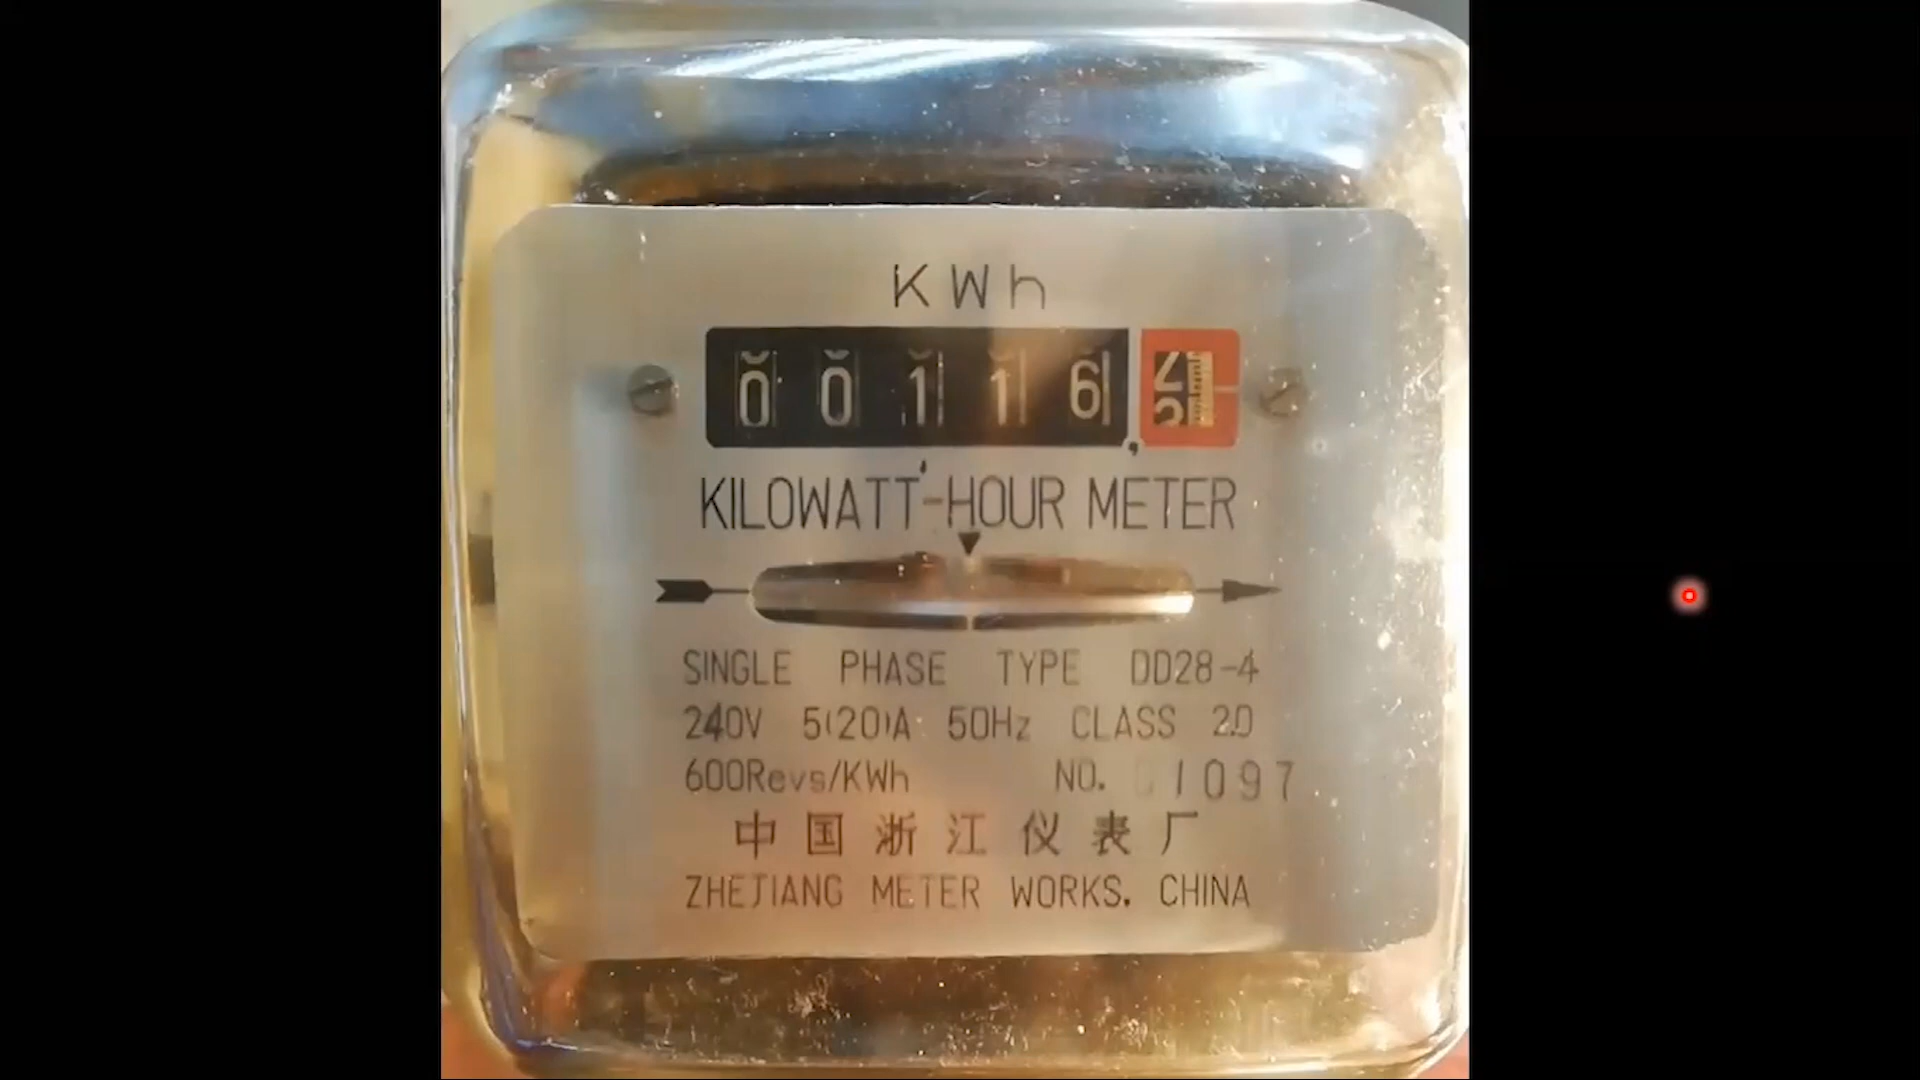 KWh
0 0 1 1 6
KILOWATT-HOUR METER
SINGLE PHASE TYPE DD28-4
240V 5(20)A 50Hz CLASS 2.0
600Revs/KWh NO. 1097
中国浙江仪表厂
ZHEJIANG METER WORKS. CHINA